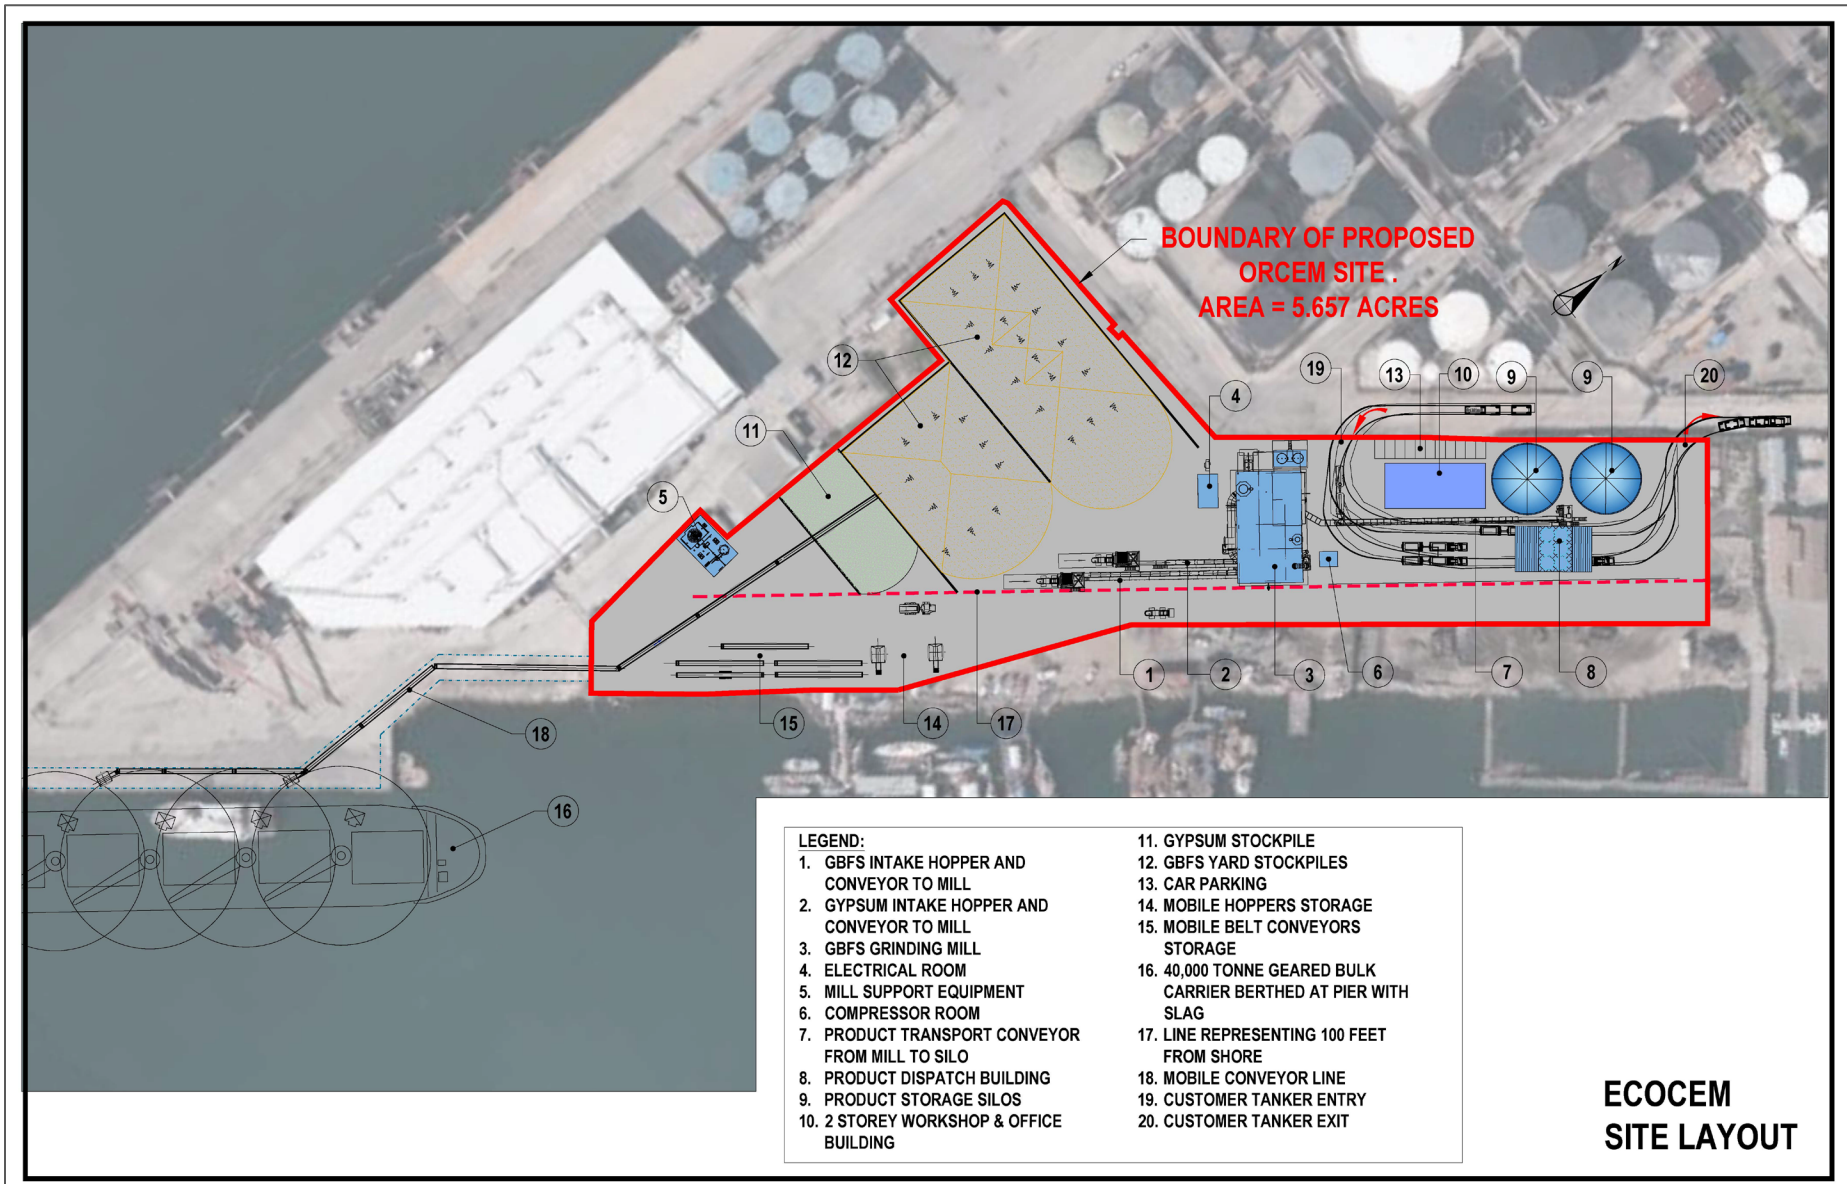 BOUNDARY OF PROPOSED
ORCEM SITE .
AREA = 5.657 ACRES
12
11
5
4
19
13
10
9
9
20
18
16
15
14
17
1
2
3
6
7
8
LEGEND:
1. GBFS INTAKE HOPPER AND
CONVEYOR TO MILL
2. GYPSUM INTAKE HOPPER AND
CONVEYOR TO MILL
3. GBFS GRINDING MILL
4. ELECTRICAL ROOM
5. MILL SUPPORT EQUIPMENT
6. COMPRESSOR ROOM
7. PRODUCT TRANSPORT CONVEYOR
FROM MILL TO SILO
8. PRODUCT DISPATCH BUILDING
9. PRODUCT STORAGE SILOS
10. 2 STOREY WORKSHOP & OFFICE
BUILDING
11. GYPSUM STOCKPILE
12. GBFS YARD STOCKPILES
13. CAR PARKING
14. MOBILE HOPPERS STORAGE
15. MOBILE BELT CONVEYORS
STORAGE
16. 40,000 TONNE GEARED BULK
CARRIER BERTHED AT PIER WITH
SLAG
17. LINE REPRESENTING 100 FEET
FROM SHORE
18. MOBILE CONVEYOR LINE
19. CUSTOMER TANKER ENTRY
20. CUSTOMER TANKER EXIT
ECOCEM
SITE LAYOUT